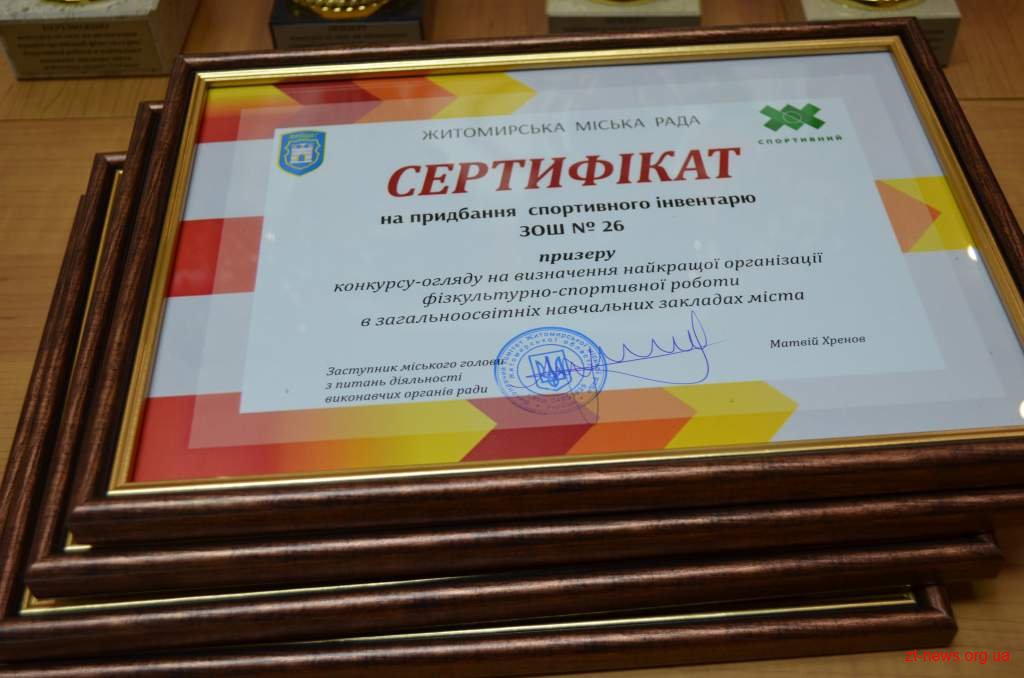 ЖИТОМИРСЬКА МІСЬКА РАДА
СПОРТИВНИЙ
СЕРТИФІКАТ
на придбання спортивного інвентарю
ЗОШ № 26
призеру
конкурсу-огляду на визначення найкращої організації
фізкультурно-спортивної роботи
в загальноосвітніх навчальних закладах міста
Заступник міського голови
з питань діяльності
виконавчих органів ради
Матвій Хренов
zt-news.org.ua